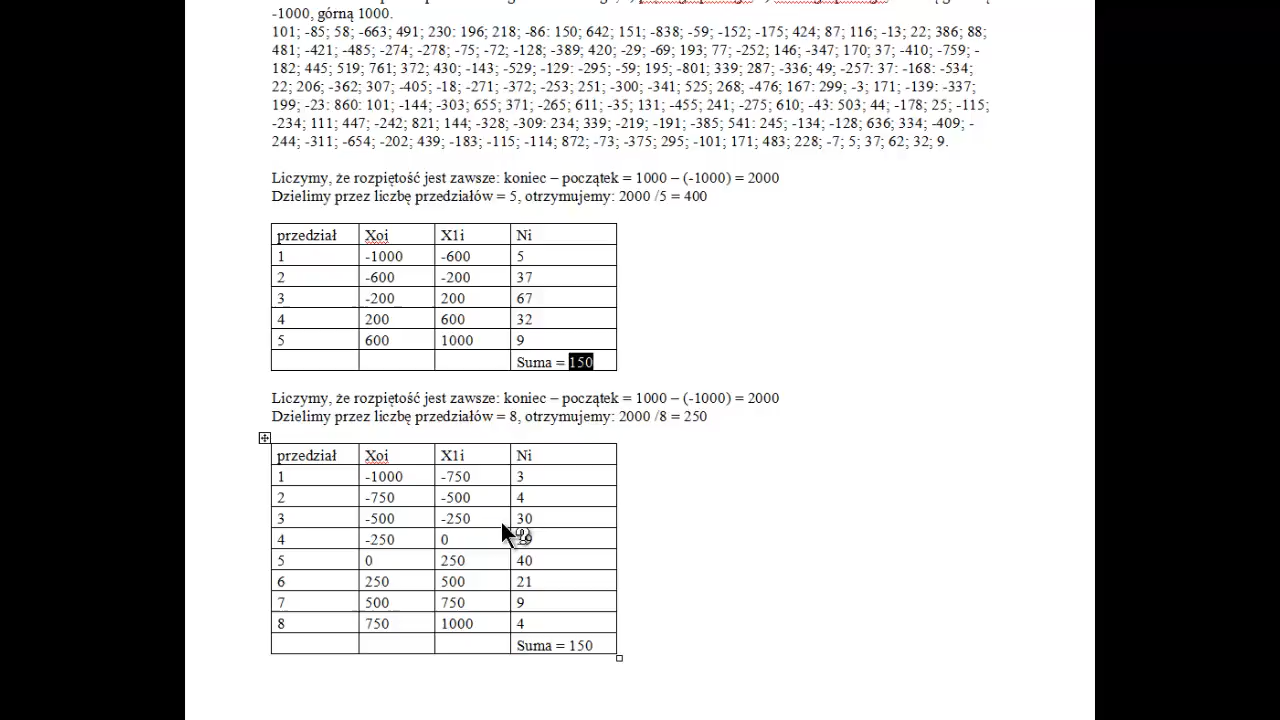 -1000, górną 1000.
101; -85; 58; -663; 491; 230: 196; 218; -86: 150; 642; 151; -838; -59; -152; -175; 424; 87; 116; -13; 22; 386; 88;
481; -421; -485; -274; -278; -75; -72; -128; -389; 420; -29; -69; 193; 77; -252; 146; -347; 170; 37; -410; -759; -
182; 445; 519; 761; 372; 430; -143; -529; -129: -295; -59; 195; -801; 339; 287; -336; 49; -257: 37: -168: -534;
22; 206; -362; 307; -405; -18; -271; -372; -253; 251; -300; -341; 525; 268; -476; 167: 299; -3; 171; -139: -337;
199; -23: 860: 101; -144; -303; 655; 371; -265; 611; -35; 131; -455; 241; -275; 610; -43: 503; 44; -178; 25; -115;
-234; 111; 447; -242; 821; 144; -328; -309: 234; 339; -219; -191; -385; 541: 245; -134; -128; 636; 334; -409; -
244; -311; -654; -202; 439; -183; -115; -114; 872; -73; -375; 295; -101; 171; 483; 228; -7; 5; 37; 62; 32; 9.
Liczymy, że rozpiętość jest zawsze: koniec – początek = 1000 – (-1000) = 2000
Dzielimy przez liczbę przedziałów = 5, otrzymujemy: 2000 /5 = 400
przedział Xoi X1i Ni
1 -1000 -600 5
2 -600 -200 37
3 -200 200 67
4 200 600 32
5 600 1000 9
Suma = 150
Liczymy, że rozpiętość jest zawsze: koniec – początek = 1000 – (-1000) = 2000
Dzielimy przez liczbę przedziałów = 8, otrzymujemy: 2000 /8 = 250
przedział Xoi X1i Ni
1 -1000 -750 3
2 -750 -500 4
3 -500 -250 30
4 -250 0
5 0 250 40
6 250 500 21
7 500 750 9
8 750 1000 4
Suma = 150